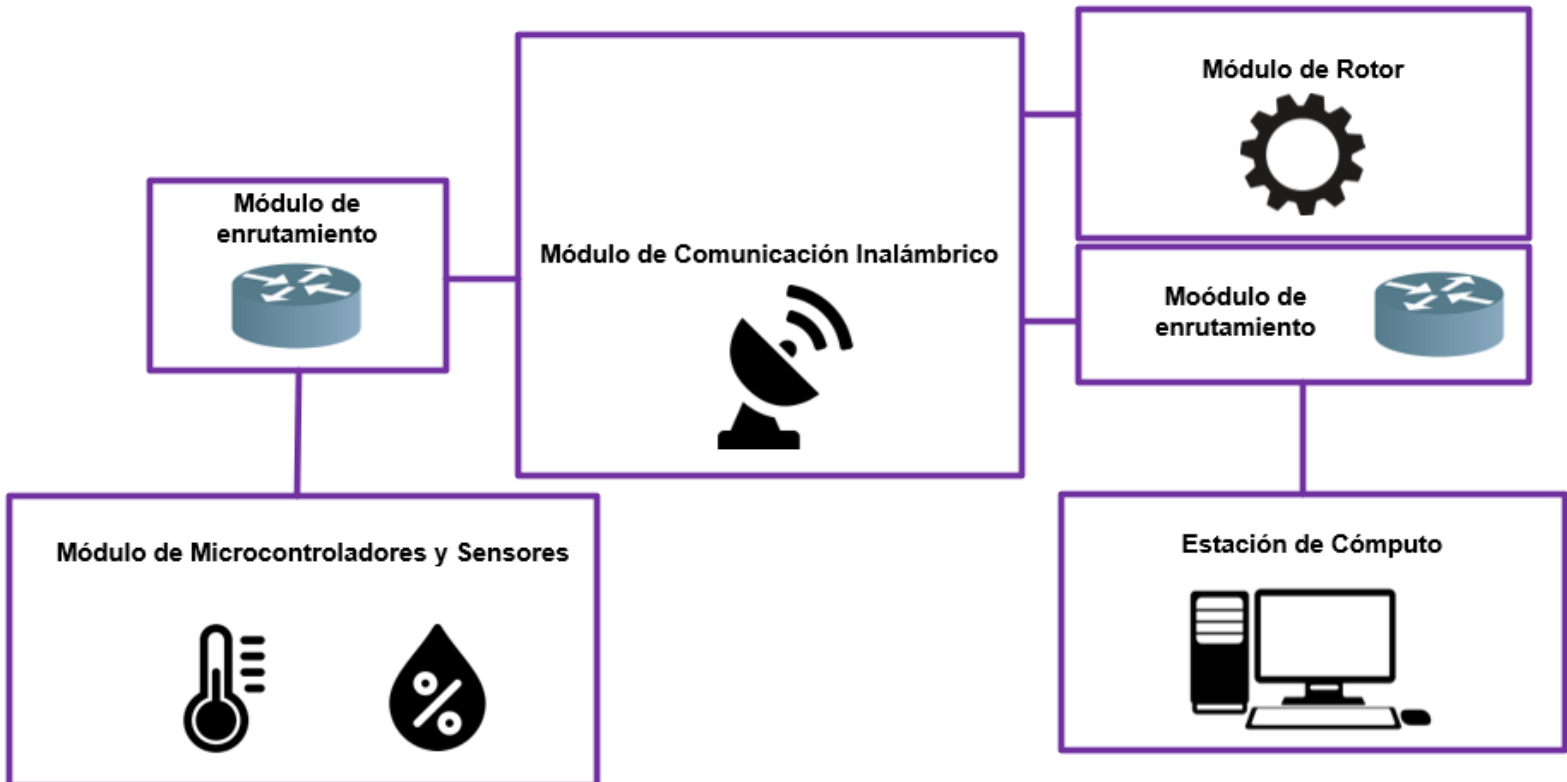 Módulo de Rotor
Módulo de
enrutamiento
Módulo de Comunicación Inalámbrico
Moódulo de
enrutamiento
Módulo de Microcontroladores y Sensores
%
Estación de Cómputo